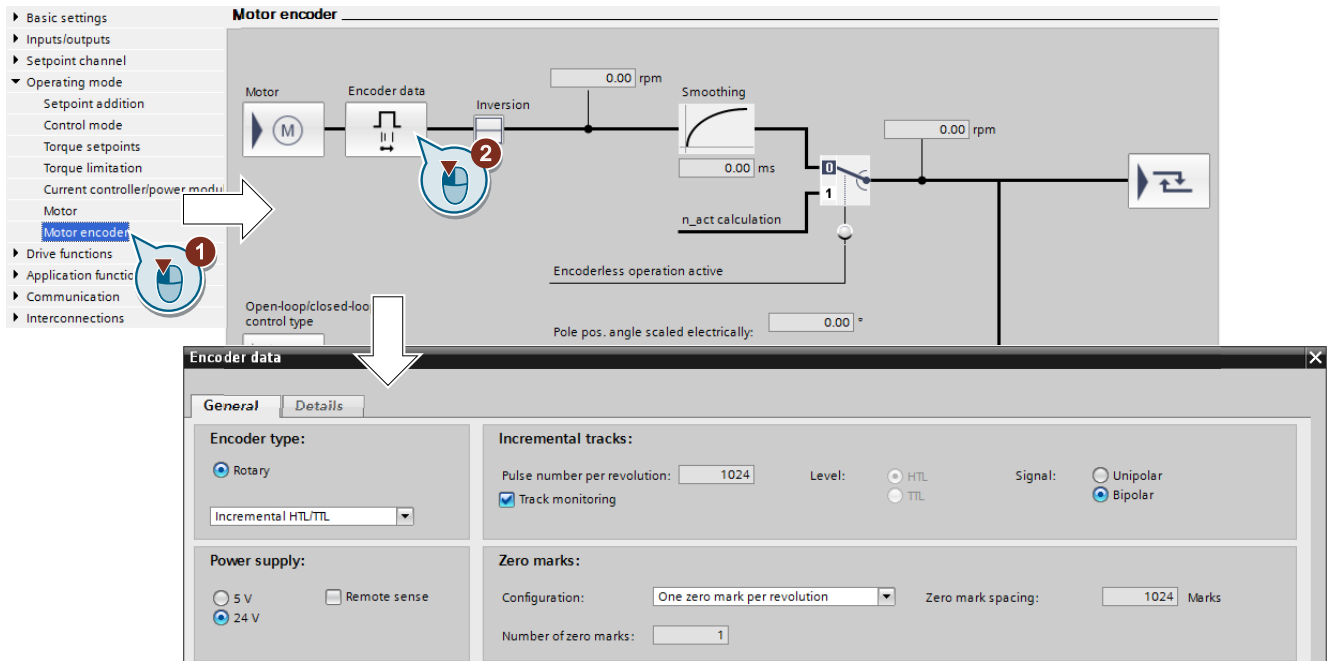 Basic settings
Inputs/outputs
Setpoint channel
Operating mode
Setpoint addition
Control mode
Torque setpoints
Torque limitation
Current controller/power modu
Motor
Motor encoder
Drive functions
Application functio
Communication
Interconnections
1
Motor encoder
Motor
M
Encoder data
Inversion
2
0.00 rpm
Smoothing
0.00 ms
n_act calculation
0
1
0.00 rpm
Encoderless operation active
Open-loop/closed-loo
control type
Pole pos. angle scaled electrically: 0.00 °
Encoder data
General Details
Encoder type:
Rotary
Incremental HTL/TTL
Incremental tracks:
Pulse number per revolution: 1024 Level: HTL Signal: Unipolar
Track monitoring TTL Bipolar
Power supply:
5 V Remote sense
24 V
Zero marks:
Configuration: One zero mark per revolution Zero mark spacing: 1024 Marks
Number of zero marks: 1